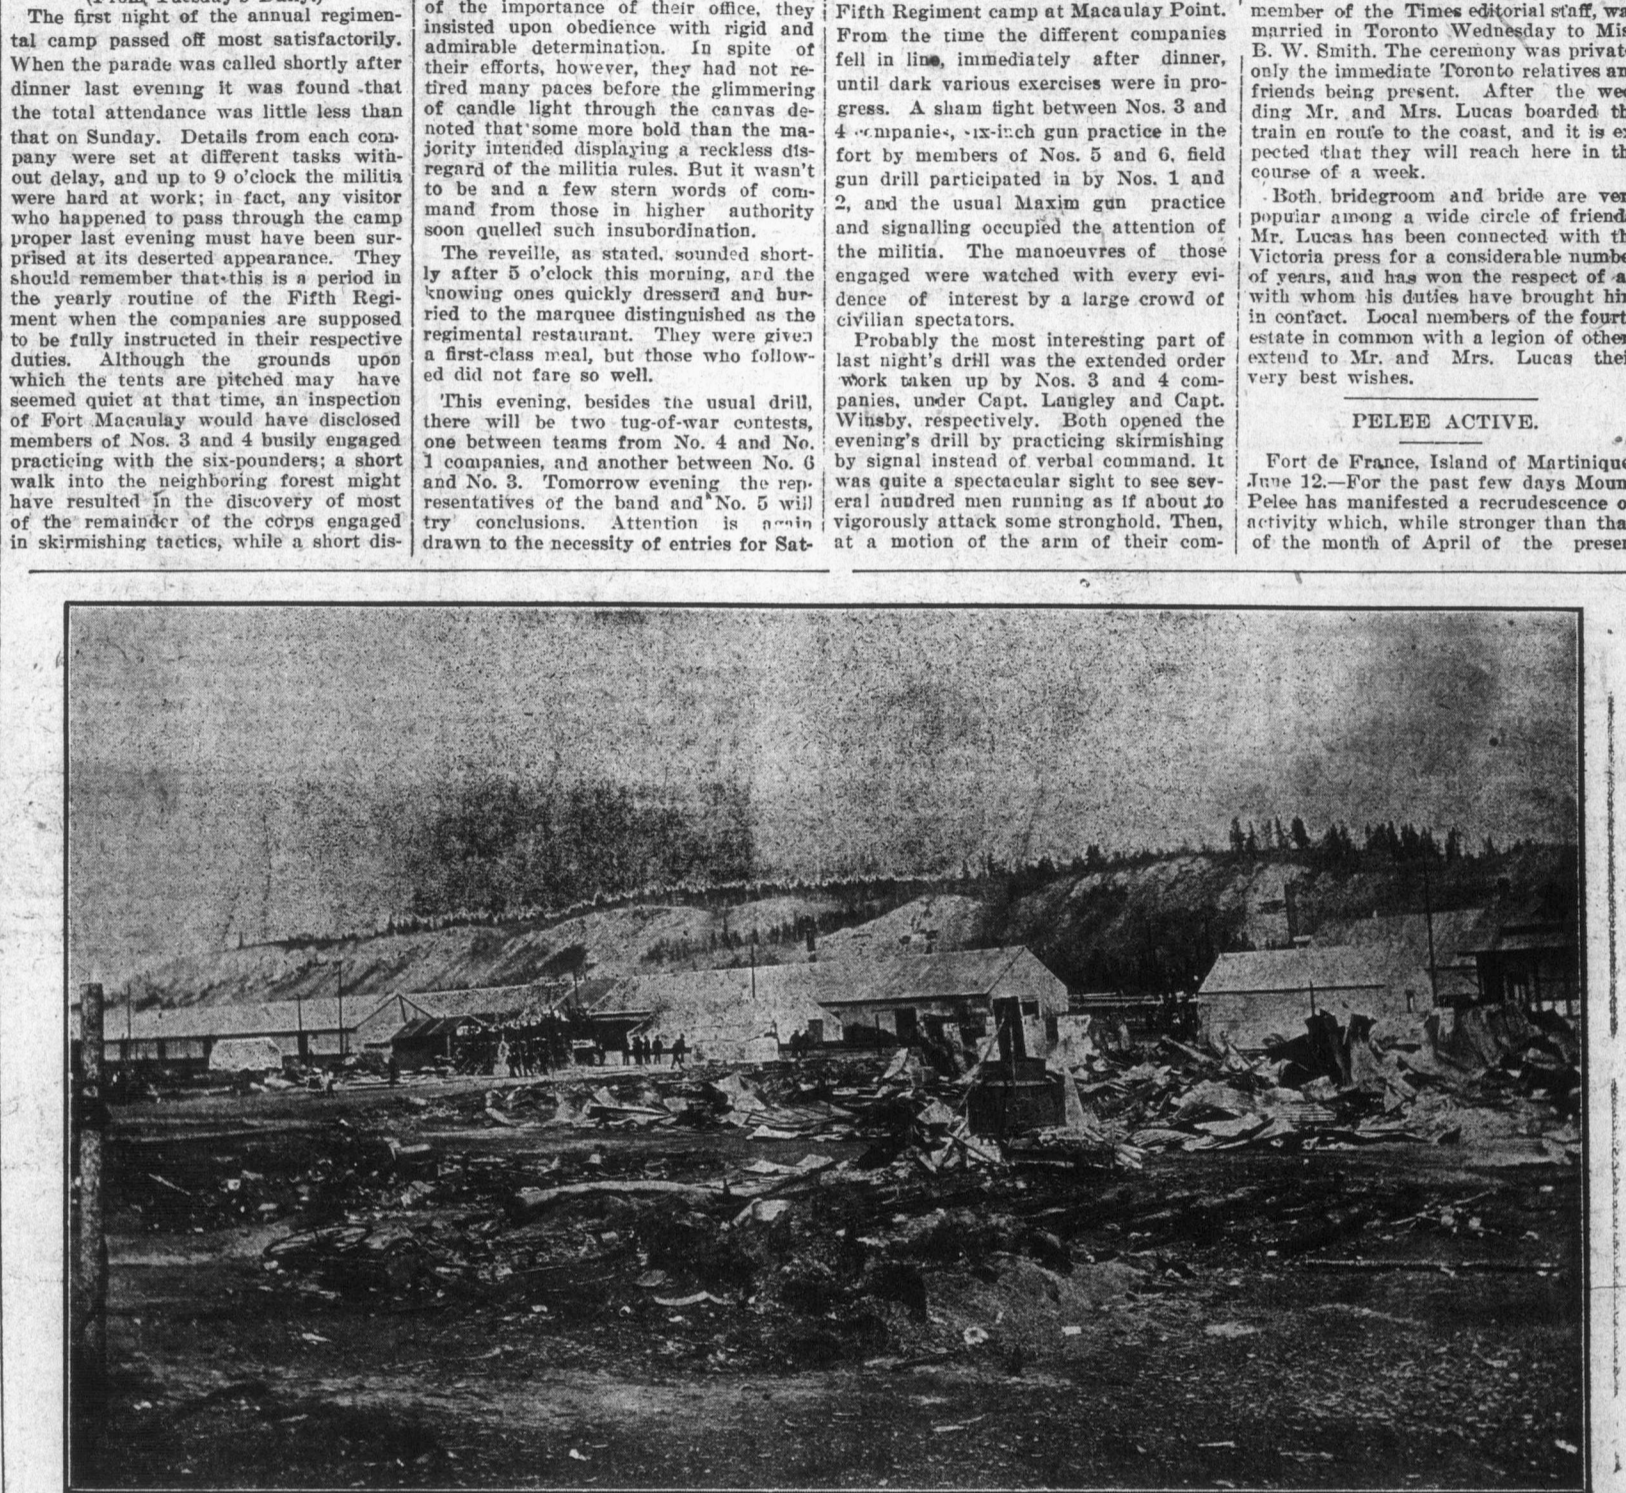 The first night of the annual regimen-
tal camp passed off most satisfactorily.
When the parade was called shortly after
dinner last evening it was found that
the total attendance was little less than
that on Sunday. Details from each com-
pany were set at different tasks with-
out delay, and up to 9 o'clock the militia
were hard at work; in fact, any visitor
who happened to pass through the camp
proper last evening must have been sur-
prised at its deserted appearance. They
should remember that this is a period in
the yearly routine of the Fifth Regi-
ment when the companies are supposed
to be fully instructed in their respective
duties. Although the grounds upon
which the tents are pitched may have
seemed quiet at that time, an inspection
of Fort Macaulay would have disclosed
members of Nos. 3 and 4 busily engaged
practicing with the six-pounders; a short
walk into the neighboring forest might
have resulted in the discovery of most
of the remainder of the corps engaged
in skirmishing tactics, while a short dis-
of the importance of their office, they
insisted upon obedience with rigid and
admirable determination. In spite of
their efforts, however, they had not re-
tired many paces before the glimmering
of candle light through the canvas de-
noted that some more bold than the ma-
jority intended displaying a reckless dis-
regard of the militia rules. But it wasn't
to be and a few stern words of com-
mand from those in higher authority
soon quelled such insubordination.
The reveille, as stated, sounded short-
ly after 5 o'clock this morning, and the
knowing ones quickly dresserd and hur-
ried to the marquee distinguished as the
regimental restaurant. They were given
a first-class meal, but those who follow-
ed did not fare so well.
This evening, besides the usual drill,
there will be two tug-of-war contests,
one between teams from No. 4 and No.
1 companies, and another between No. 6
and No. 3. Tomorrow evening the rep-
resentatives of the band and No. 5 will
try conclusions. Attention is again
drawn to the necessity of entries for Sat-
Fifth Regiment camp at Macaulay Point.
From the time the different companies
fell in line, immediately after dinner,
until dark various exercises were in pro-
gress. A sham fight between Nos. 3 and
4 companies, six-inch gun practice in the
fort by members of Nos. 5 and 6, field
gun drill participated in by Nos. 1 and
2, and the usual Maxim gun practice
and signalling occupied the attention of
the militia. The manoeuvres of those
engaged were watched with every evi-
dence of interest by a large crowd of
civilian spectators.
Probably the most interesting part of
last night's drill was the extended order
work taken up by Nos. 3 and 4 com-
panies, under Capt. Langley and Capt.
Winsby, respectively. Both opened the
evening's drill by practicing skirmishing
by signal instead of verbal command. It
was quite a spectacular sight to see sev-
eral hundred men running as if about to
vigorously attack some stronghold. Then,
at a motion of the arm of their com-
member of the Times editorial staff, wa
married in Toronto Wednesday to Mis
B. W. Smith. The ceremony was privat
only the immediate Toronto relatives an
friends being present. After the wed
ding Mr. and Mrs. Lucas boarded th
train en route to the coast, and it is ex
pected that they will reach here in th
course of a week.
Both bridegroom and bride are ver
popular among a wide circle of friend
Mr. Lucas has been connected with th
Victoria press for a considerable numbe
of years, and has won the respect of a
with whom his duties have brought hi
in contact. Local members of the fourt
estate in common with a legion of other
extend to Mr. and Mrs. Lucas thei
very best wishes.
PELEE ACTIVE.
Fort de France, Island of Martinique
June 12.—For the past few days Moun
Pelee has manifested a recrudescence o
activity which, while stronger than tha
of the month of April of the presen